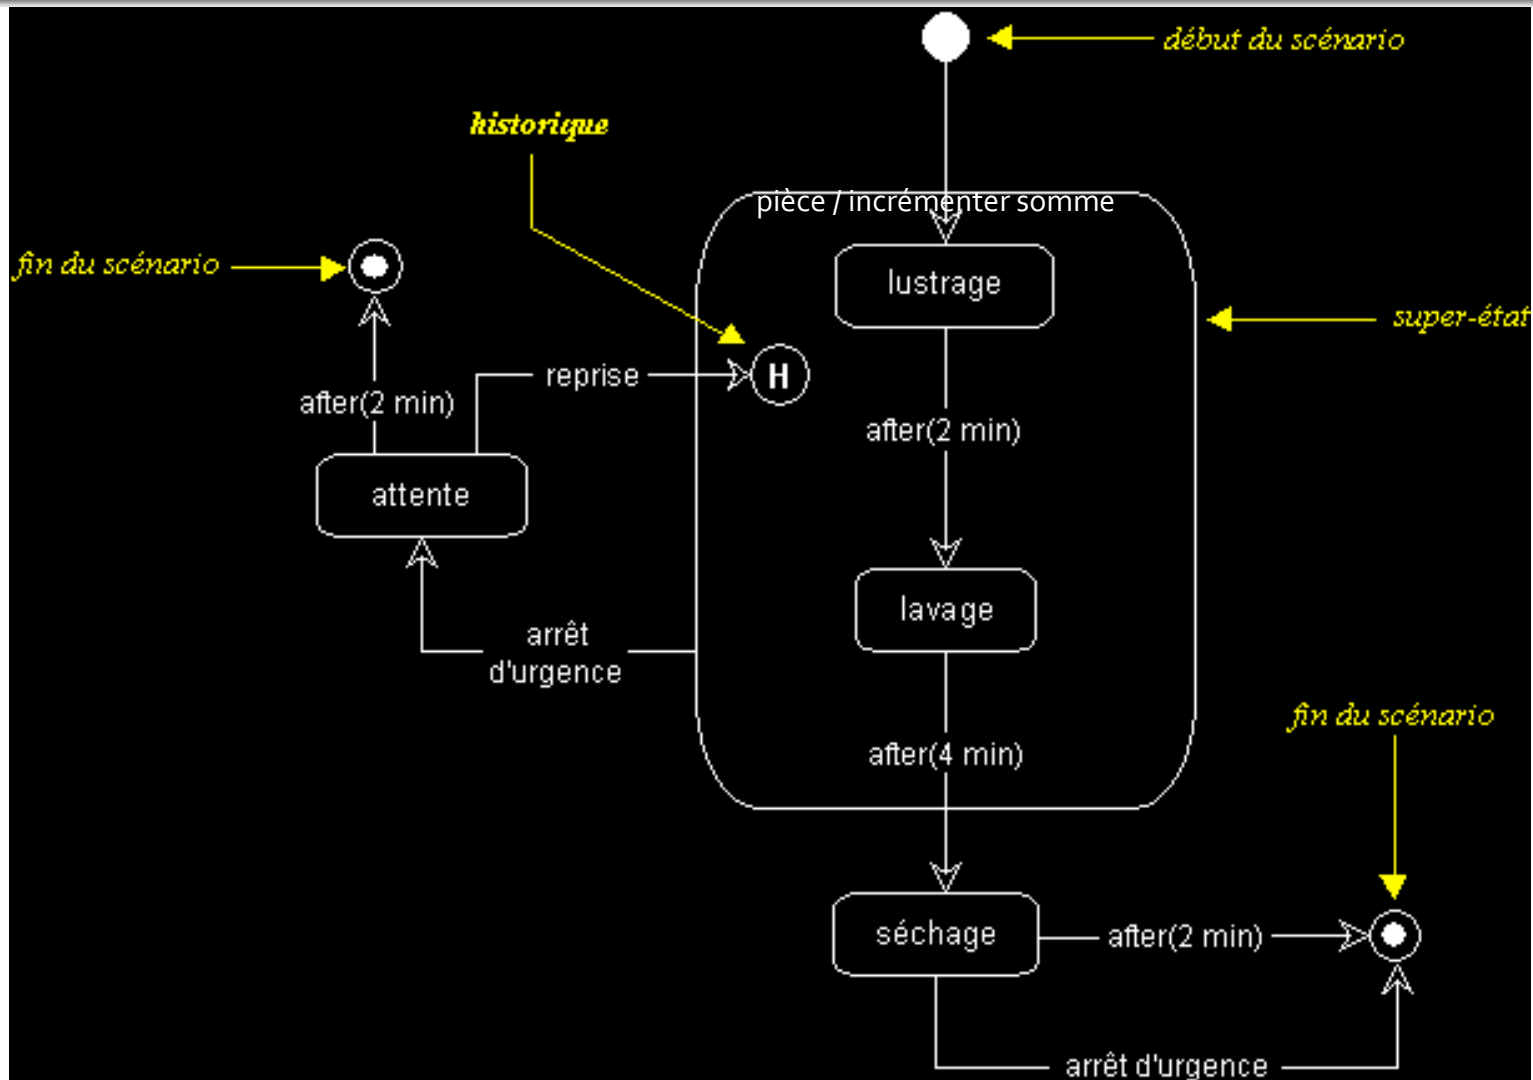 début du scénario
historique
pièce / incrémenter somme
fin du scénario
lustrage
super-état
reprise
H
after(2 min)
after(2 min)
attente
lavage
arrêt
d'urgence
fin du scénario
after(4 min)
séchage
after(2 min)
arrêt d'urgence